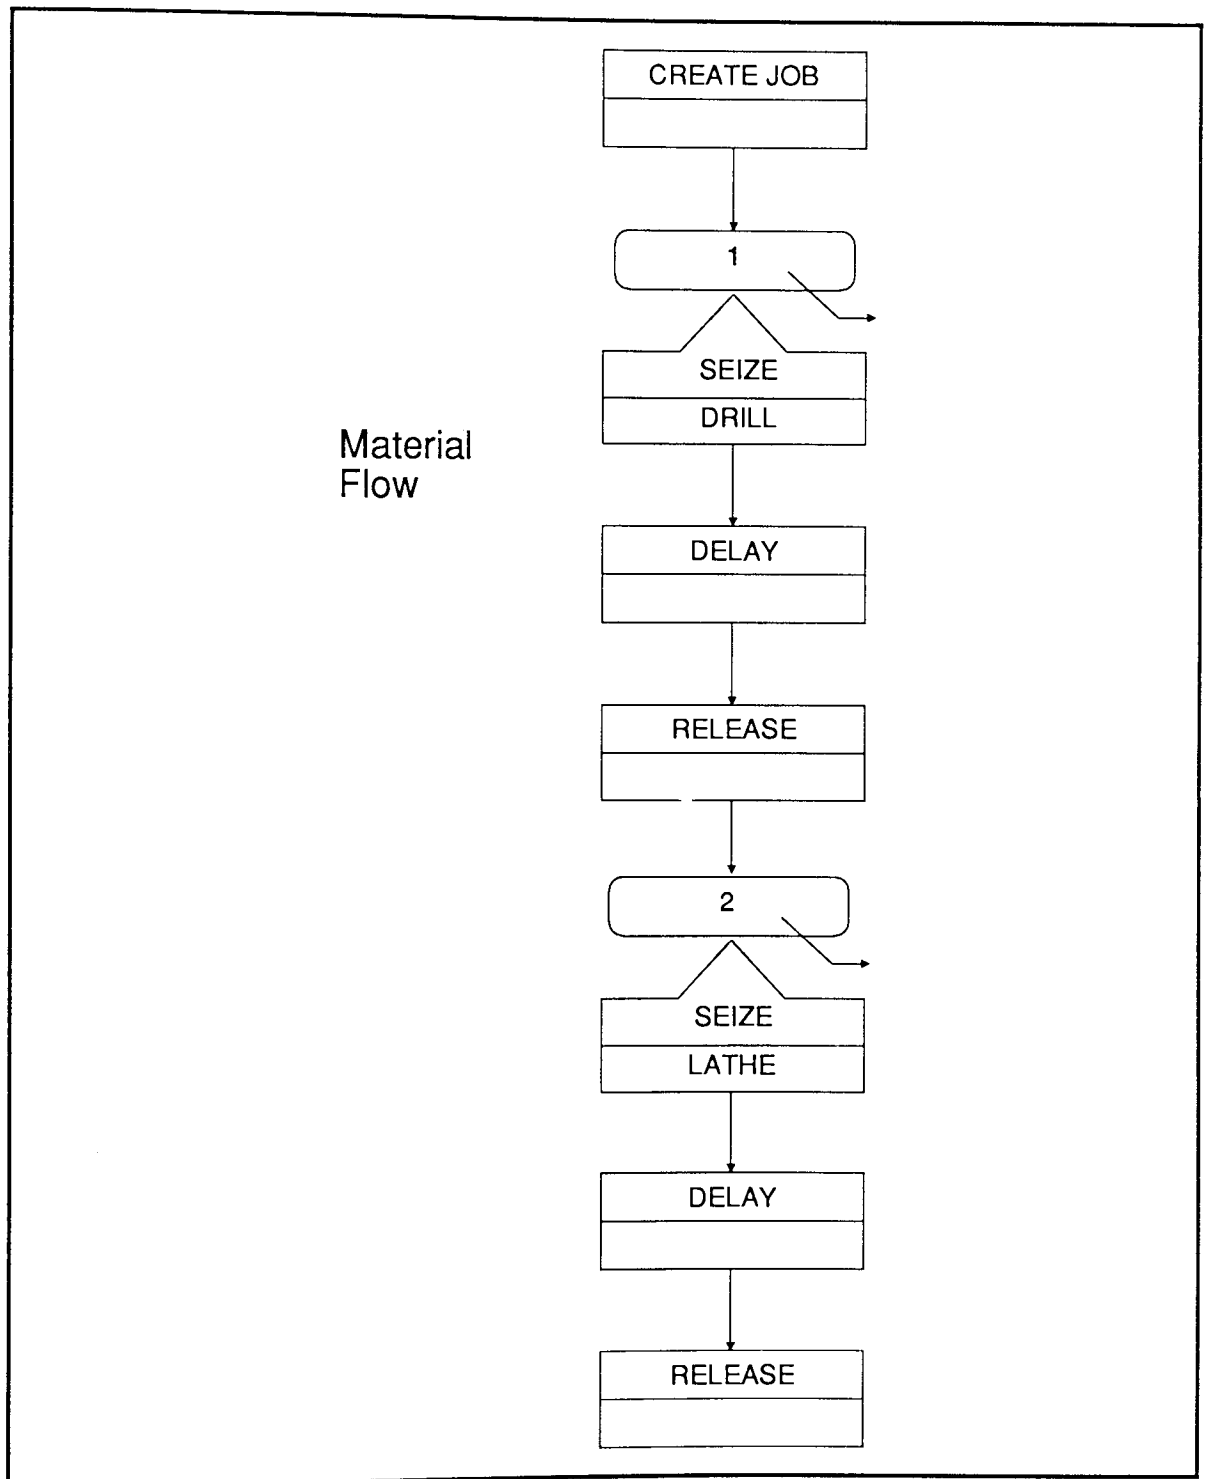 CREATE JOB
1
SEIZE
DRILL
Material
Flow
DELAY
RELEASE
2
SEIZE
LATHE
DELAY
RELEASE